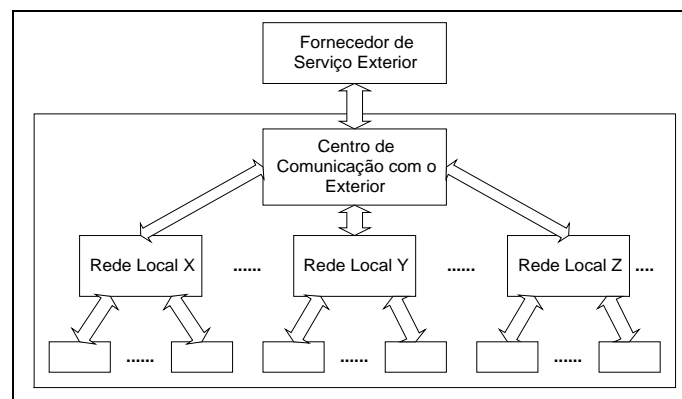 Fornecedor de
Serviço Exterior
Centro de
Comunicação com o
Exterior
Rede Local X
......
Rede Local Y
......
Rede Local Z
....
......
......
......